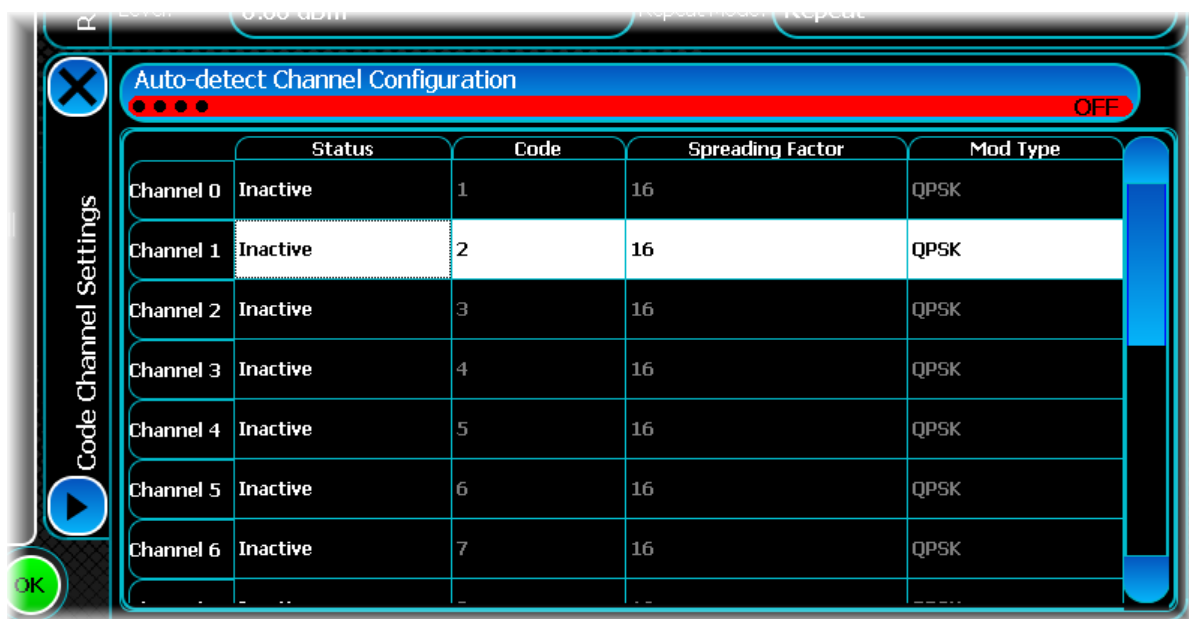 0.00 dBm Repeat
Auto-detect Channel Configuration
OFF
Status Code Spreading Factor Mod Type
Channel 0 Inactive 1 16 QPSK
Channel 1 Inactive 2 16 QPSK
Channel 2 Inactive 3 16 QPSK
Channel 3 Inactive 4 16 QPSK
Channel 4 Inactive 5 16 QPSK
Channel 5 Inactive 6 16 QPSK
Channel 6 Inactive 7 16 QPSK
Code Channel Settings
OK